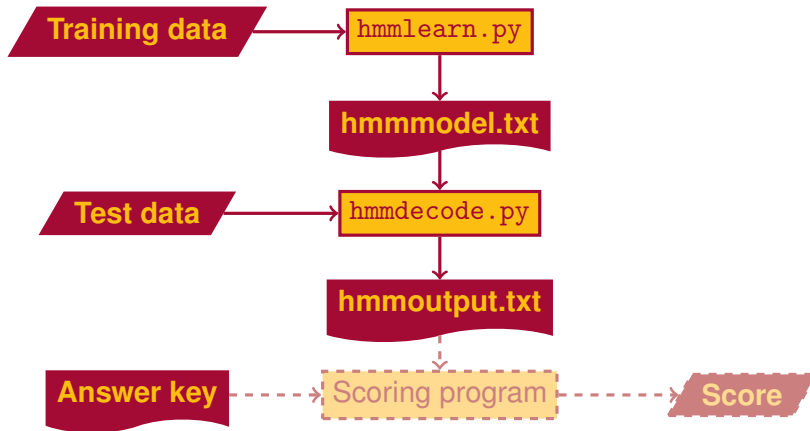 Training data
hmmlearn.py
hmmmodel.txt
Test data
hmmdecode.py
hmmoutput.txt
Answer key
Scoring program
Score